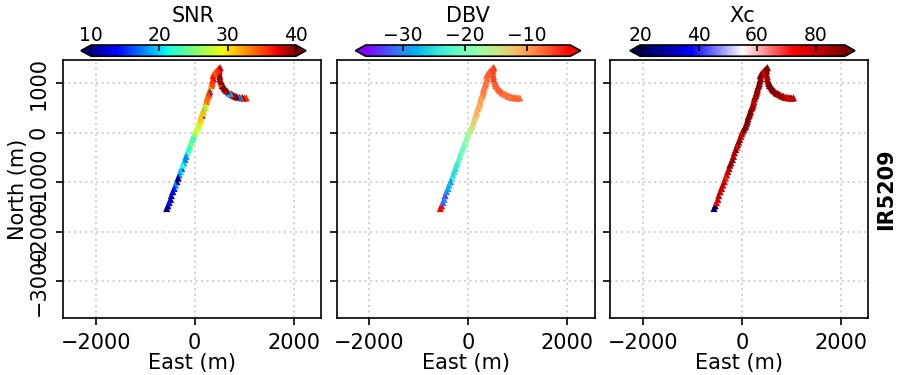 SNR DBV Xc
10 20 30 40 −30 −20 −10 20 40 60 80
1000
0
−1000
−2000
−3000
North (m)
IR5209
−2000 0 2000 −2000 0 2000 −2000 0 2000
East (m) East (m) East (m)